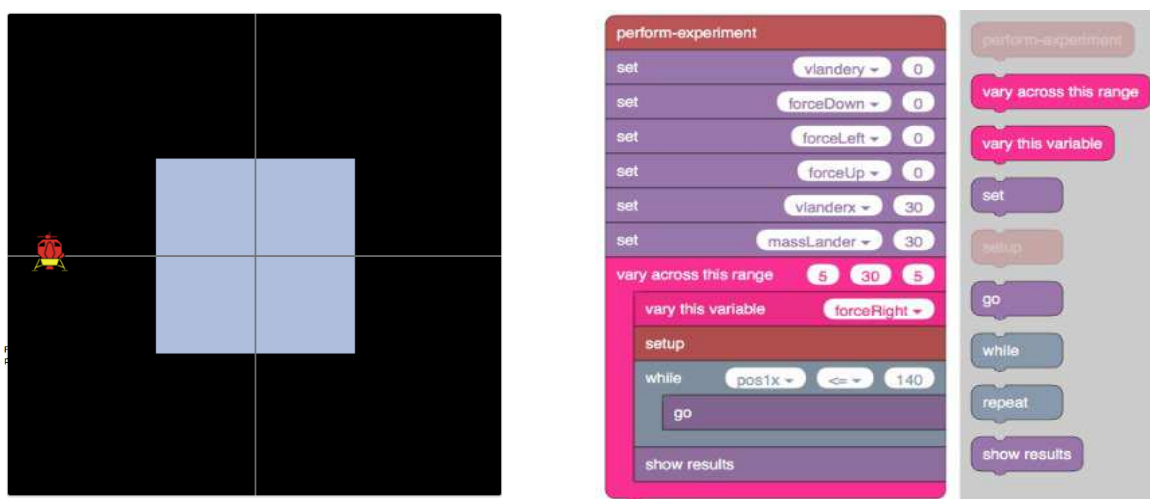 perform-experiment
set vlandery 0
set forceDown 0
set forceLeft 0
set forceUp 0
set vlanderx 30
set massLander 30
vary across this range 5 30 5
vary this variable forceRight
setup
while pos1x <= 140
go
show results
perform-experiment
vary across this range
vary this variable
set
setup
go
while
repeat
show results